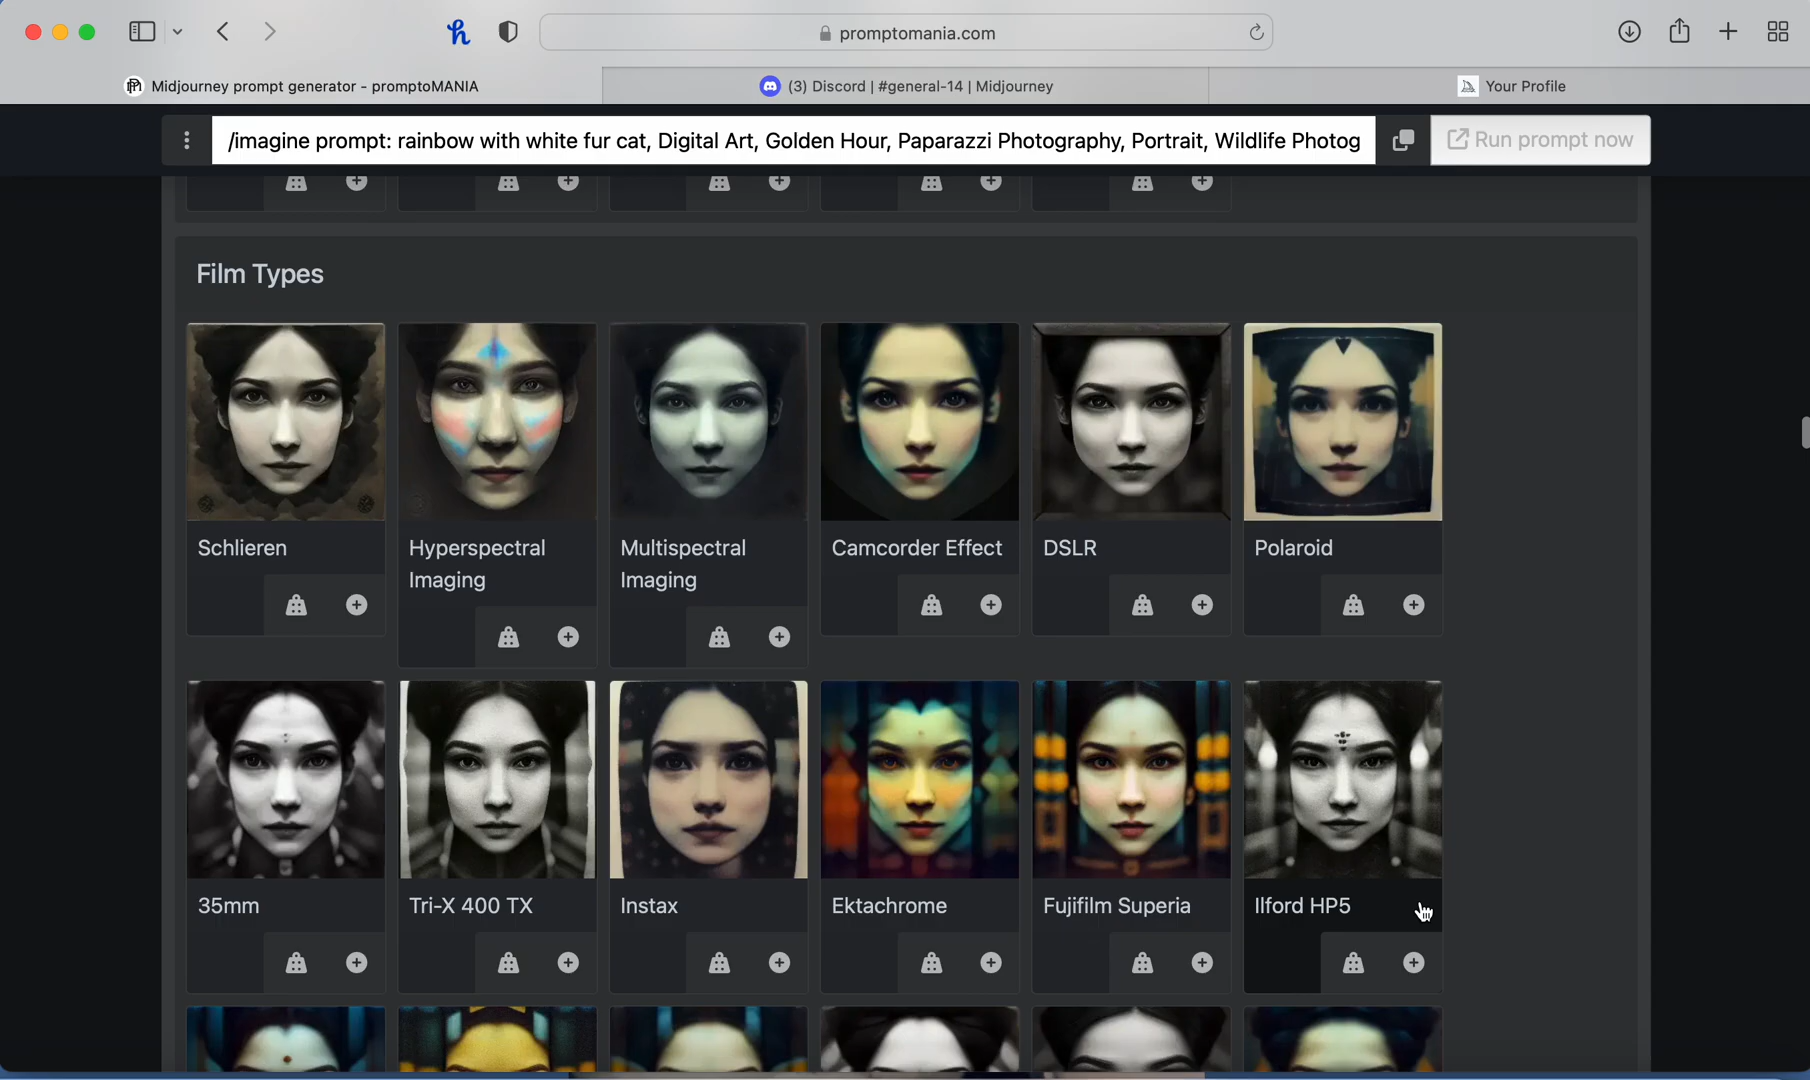 promptomania.com
Midjourney prompt generator - promptoMANIA
(3) Discord | #general-14 | Midjourney
Your Profile
/imagine prompt: rainbow with white fur cat, Digital Art, Golden Hour, Paparazzi Photography, Portrait, Wildlife Photog
Run prompt now
Film Types
Schlieren
Hyperspectral
Imaging
Multispectral
Imaging
Camcorder Effect
DSLR
Polaroid
35mm
Tri-X 400 TX
Instax
Ektachrome
Fujifilm Superia
Ilford HP5